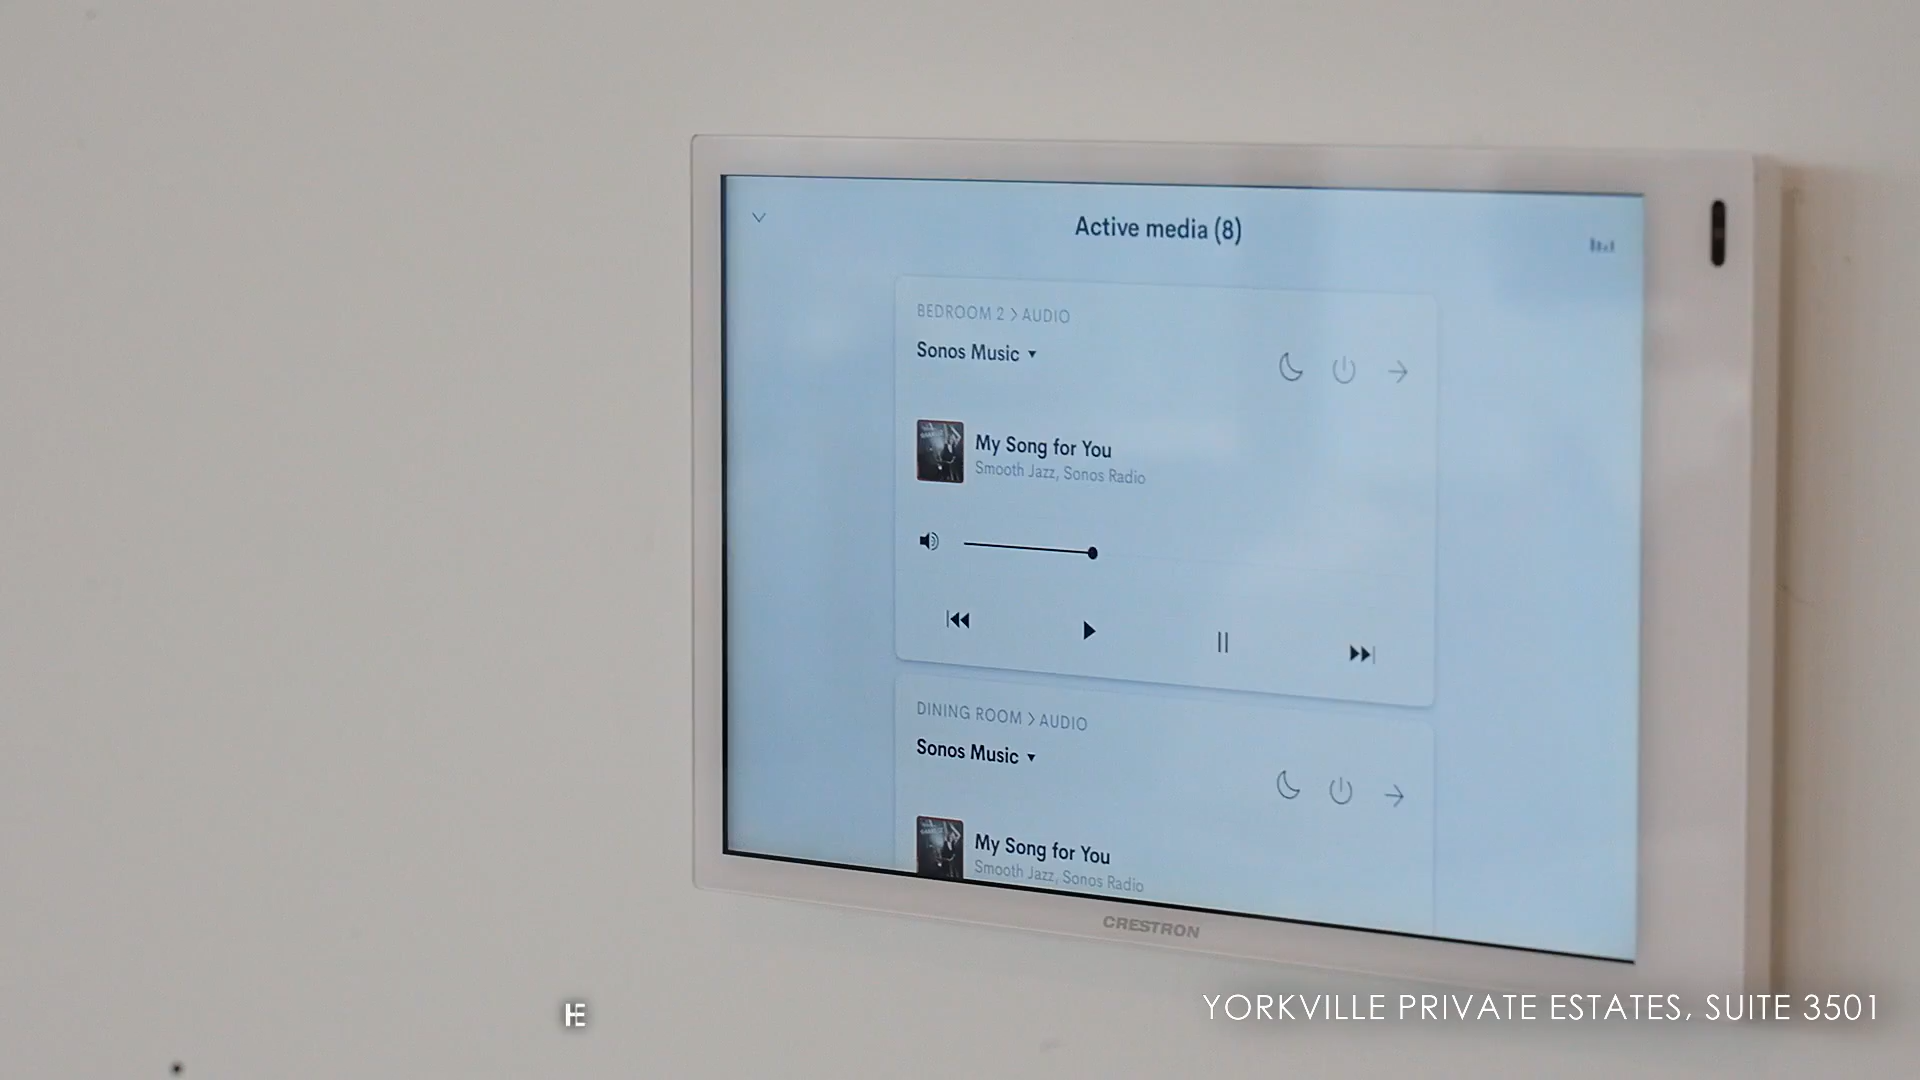 Active media (8)
BEDROOM 2 > AUDIO
Sonos Music
My Song for You
Smooth Jazz, Sonos Radio
DINING ROOM > AUDIO
Sonos Music
My Song for You
Smooth Jazz, Sonos Radio
CRESTRON
YORKVILLE PRIVATE ESTATES, SUITE 3501